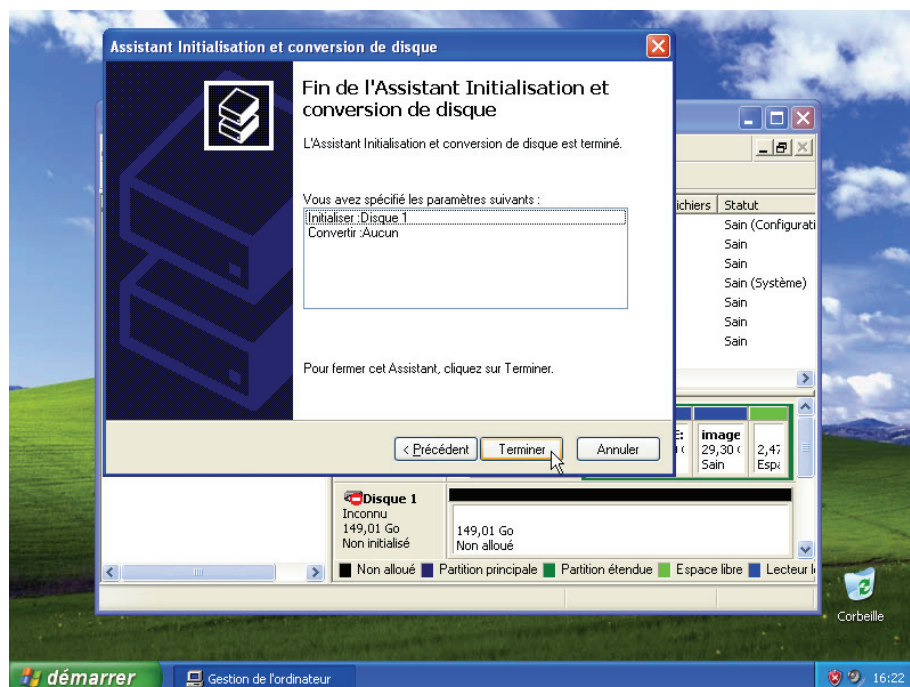 Assistant Initialisation et conversion de disque
Fin de l'Assistant Initialisation et
conversion de disque
L'Assistant Initialisation et conversion de disque est terminé.
Vous avez spécifié les paramètres suivants :
Initialiser :Disque 1
Convertir :Aucun
Pour fermer cet Assistant, cliquez sur Terminer.
< Précédent
Terminer
Annuler
ichiers
Statut
Sain (Configurati
Sain
Sain
Sain (Système)
Sain
Sain
Sain
E:
image
29,30 (
Sain
2,47
Espa
Disque 1
Inconnu
149,01 Go
Non initialisé
149,01 Go
Non alloué
Non alloué
Partition principale
Partition étendue
Espace libre
Lecteur l
Corbeille
démarrer
Gestion de l'ordinateur
16:22